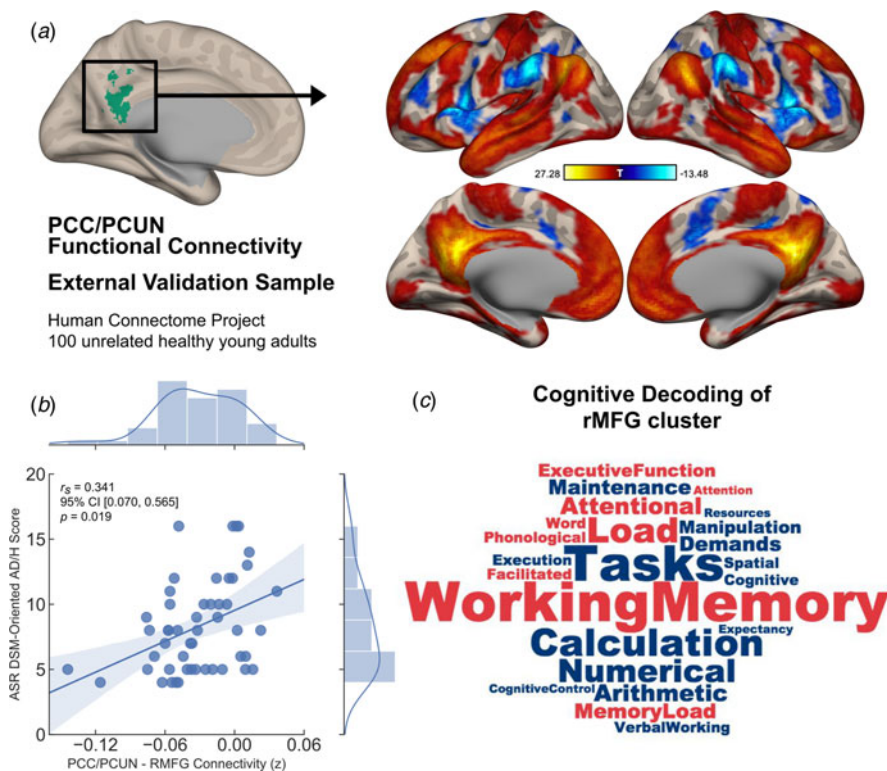 (a)
27.28
T
-13.48
PCC/PCUN
Functional Connectivity
External Validation Sample
Human Connectome Project
100 unrelated healthy young adults
(b)
20
15
10
5
0
ASR DSM-Oriented AD/H Score
rs = 0.341
95% CI [0.070, 0.565]
p = 0.019
−0.12
−0.06
0.00
0.06
PCC/PCUN - RMFG Connectivity (z)
(c)
Cognitive Decoding of
rMFG cluster
ExecutiveFunction
Maintenance
Attention
Attentional
Resources
Word
Phonological
Load
Manipulation
Demands
Execution
Facilitated
Tasks
Spatial
Cognitive
WorkingMemory
Calculation
Expectancy
Numerical
CognitiveControl
Arithmetic
MemoryLoad
VerbalWorking